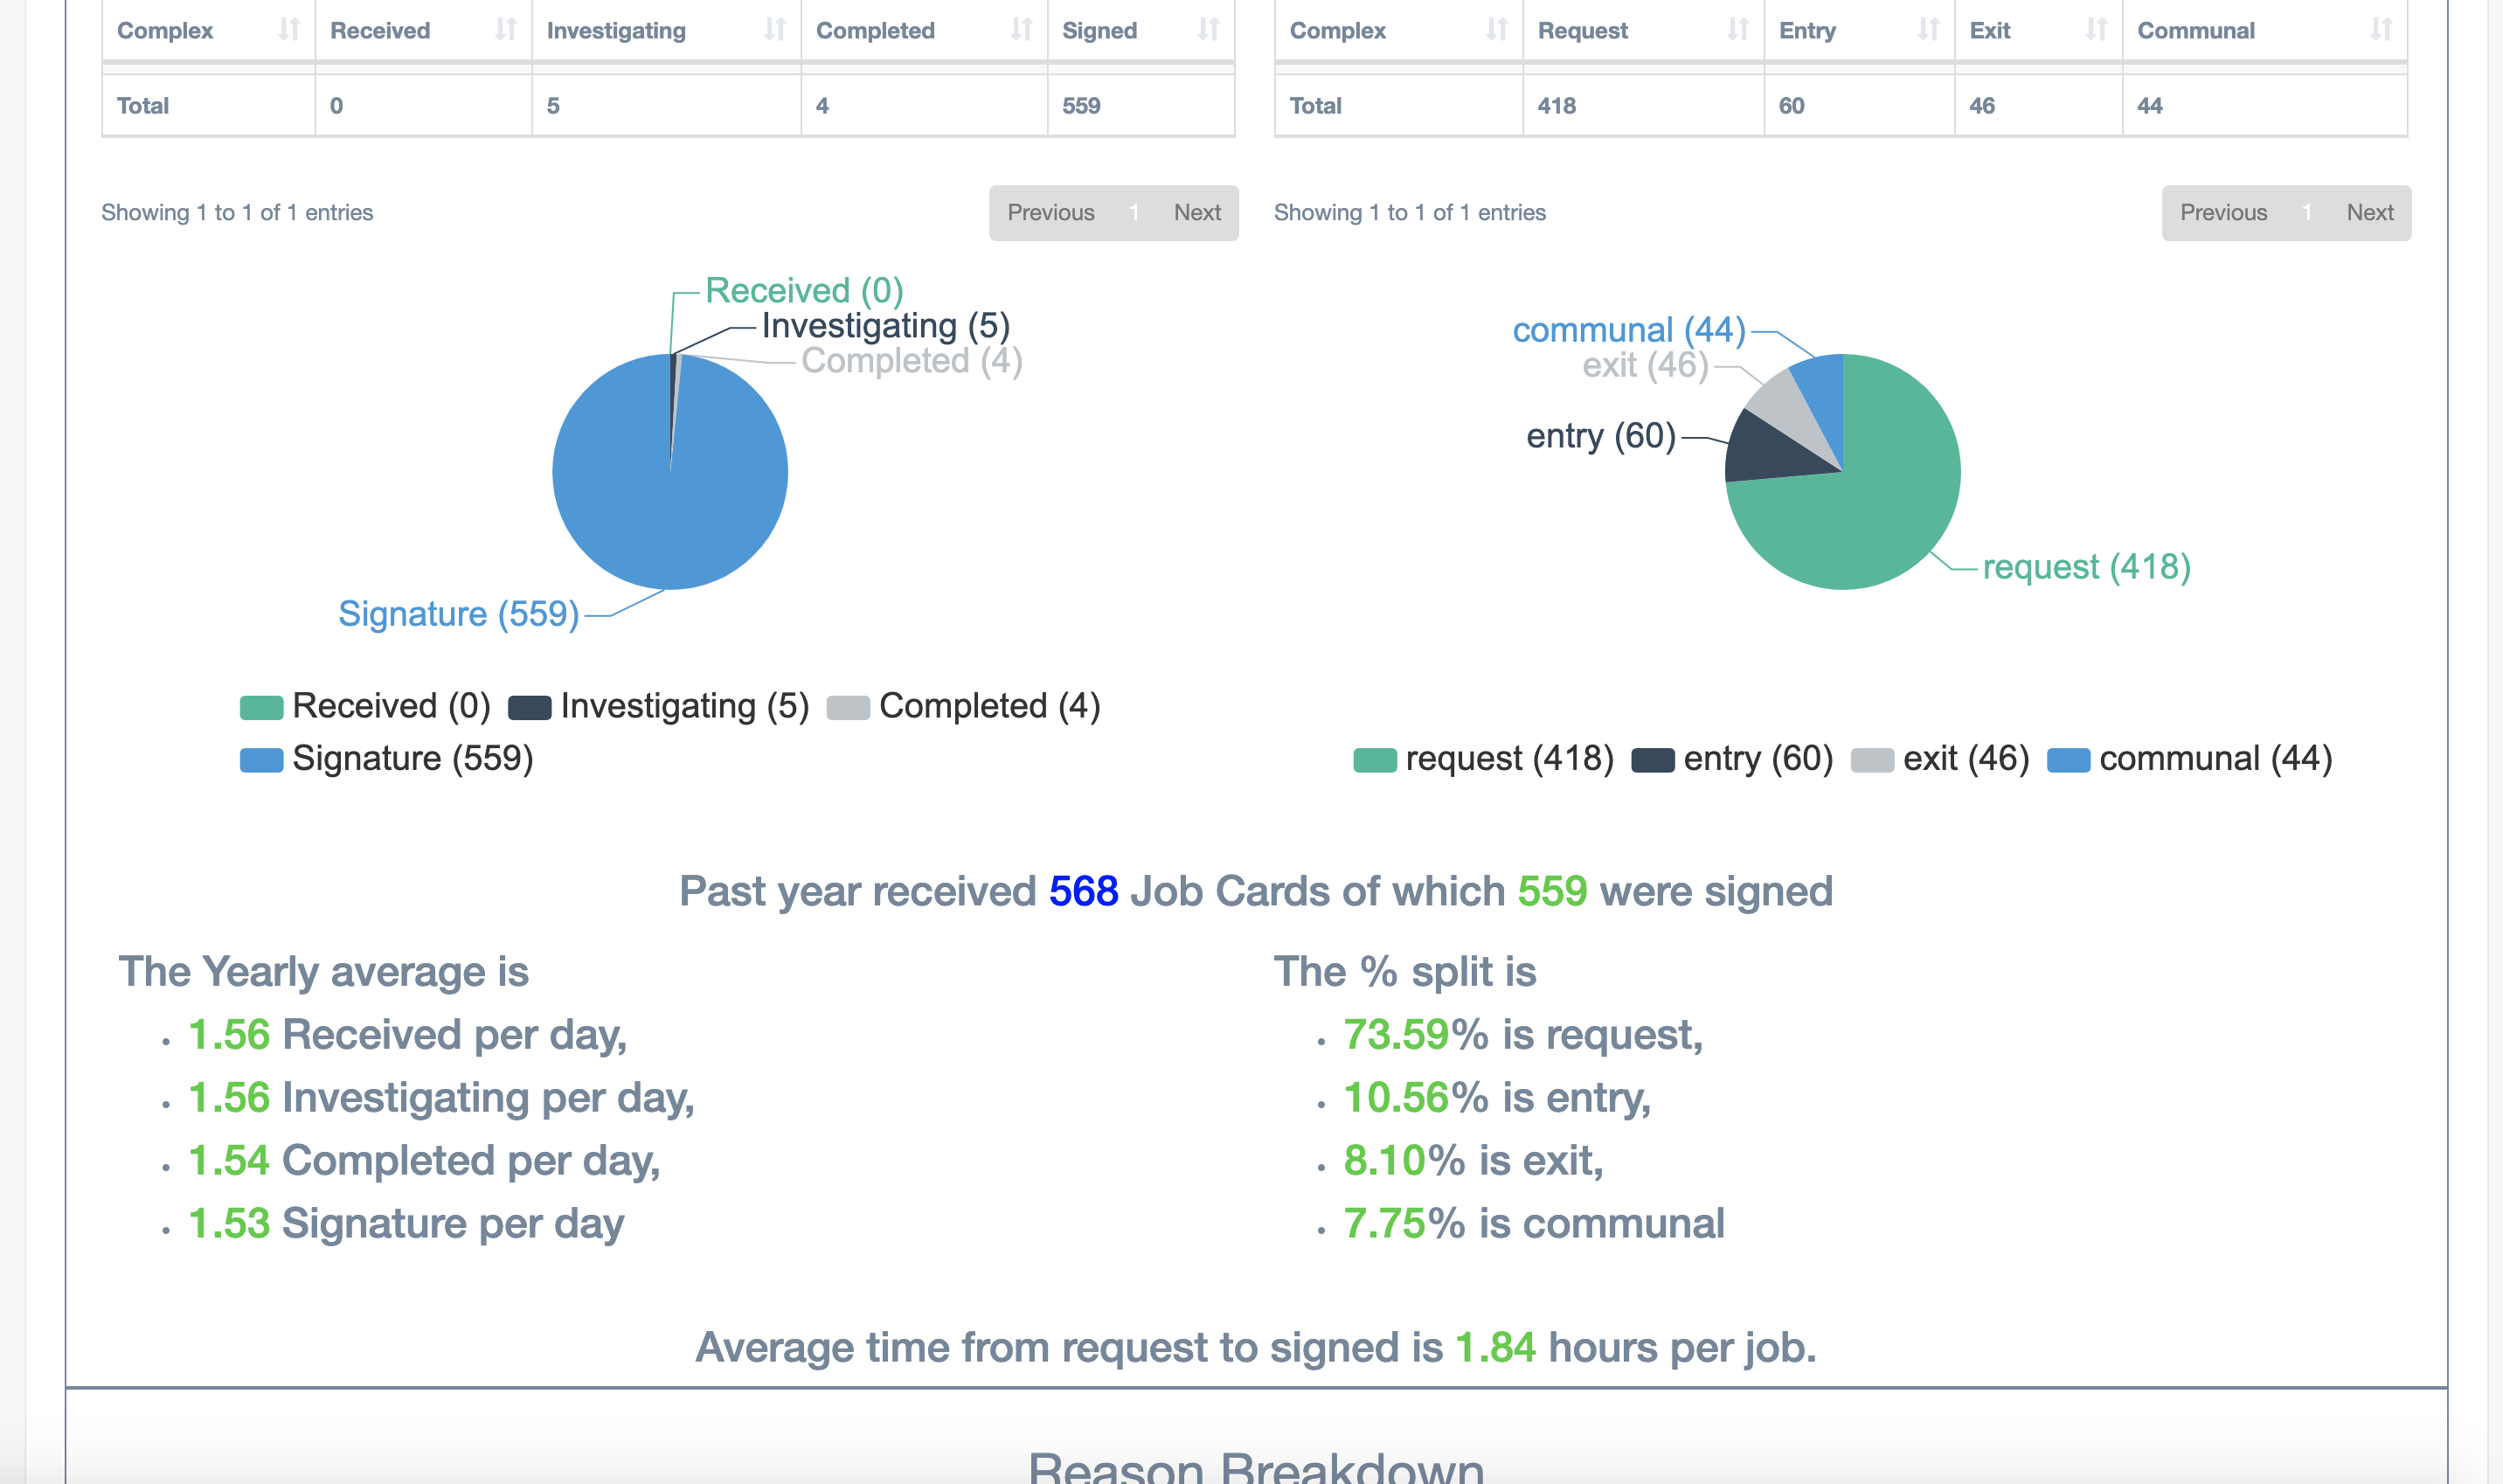 Complex Received Investigating Completed Signed
Total 0 5 4 559
Showing 1 to 1 of 1 entries
Previous 1 Next
Received (0)
Investigating (5)
Completed (4)
Signature (559)
Received (0) Investigating (5) Completed (4)
Signature (559)
Complex Request Entry Exit Communal
Total 418 60 46 44
Showing 1 to 1 of 1 entries
Previous 1 Next
communal (44)
exit (46)
entry (60)
request (418)
request (418) entry (60) exit (46) communal (44)
Past year received 568 Job Cards of which 559 were signed
The Yearly average is
1.56 Received per day,
1.56 Investigating per day,
1.54 Completed per day,
1.53 Signature per day
The % split is
73.59% is request,
10.56% is entry,
8.10% is exit,
7.75% is communal
Average time from request to signed is 1.84 hours per job.
Reason Breakdown